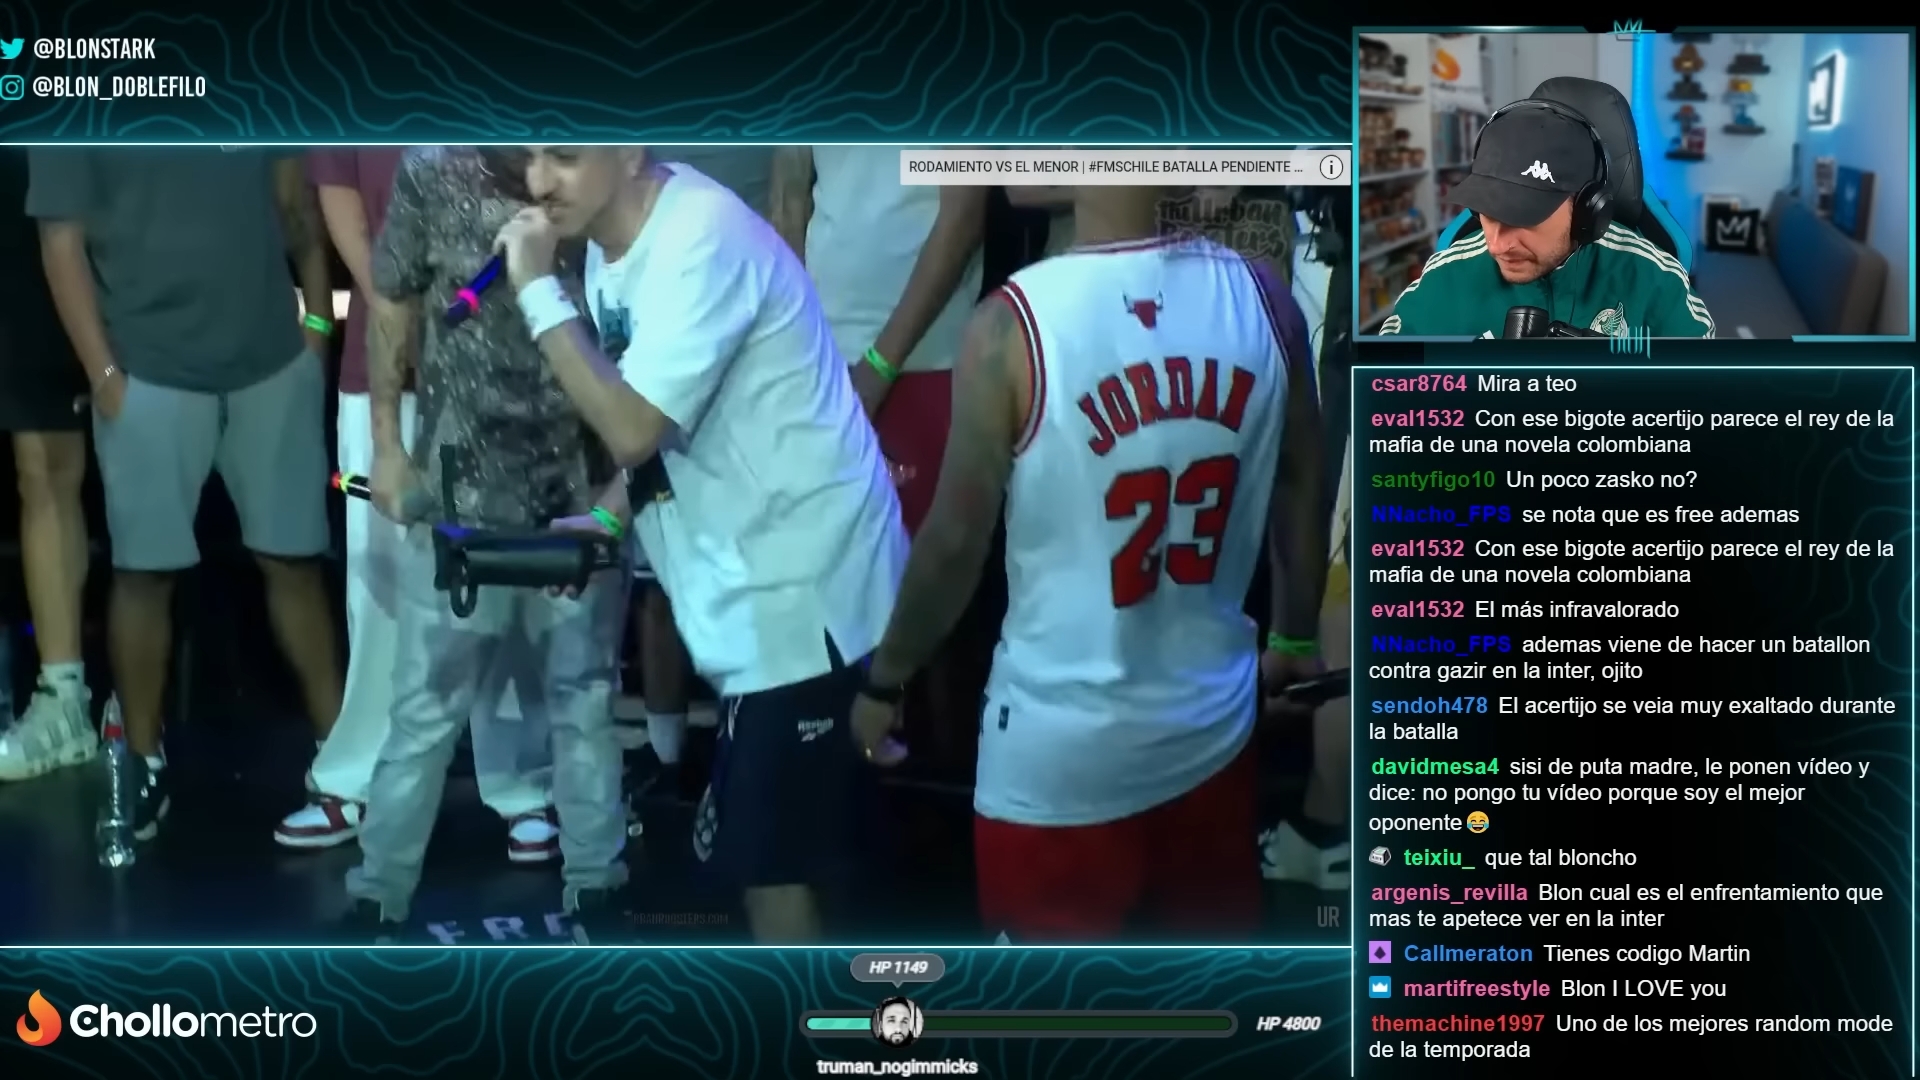 @BLONSTARK
@BLON_DOBLEFILO
RODAMIENTO VS EL MENOR | #FMSCHILE BATALLA PENDIENTE ...
The Urban
Roosters
JORDAN
23
Reebok
FRE
URBANROOSTERS.COM
UR
csar8764 Mira a teo
eval1532 Con ese bigote acertijo parece el rey de la
mafia de una novela colombiana
santyfigo10 Un poco zasko no?
NNacho_FPS se nota que es free ademas
eval1532 Con ese bigote acertijo parece el rey de la
mafia de una novela colombiana
eval1532 El más infravalorado
NNacho_FPS ademas viene de hacer un batallon
contra gazir en la inter, ojito
sendoh478 El acertijo se veia muy exaltado durante
la batalla
davidmesa4 sisi de puta madre, le ponen vídeo y
dice: no pongo tu vídeo porque soy el mejor
oponente😂
teixiu_ que tal bloncho
argenis_revilla Blon cual es el enfrentamiento que
mas te apetece ver en la inter
Callmeraton Tienes codigo Martin
martifreestyle Blon I LOVE you
themachine1997 Uno de los mejores random mode
de la temporada
Chollometro
HP 1149
HP 4800
truman_nogimmicks